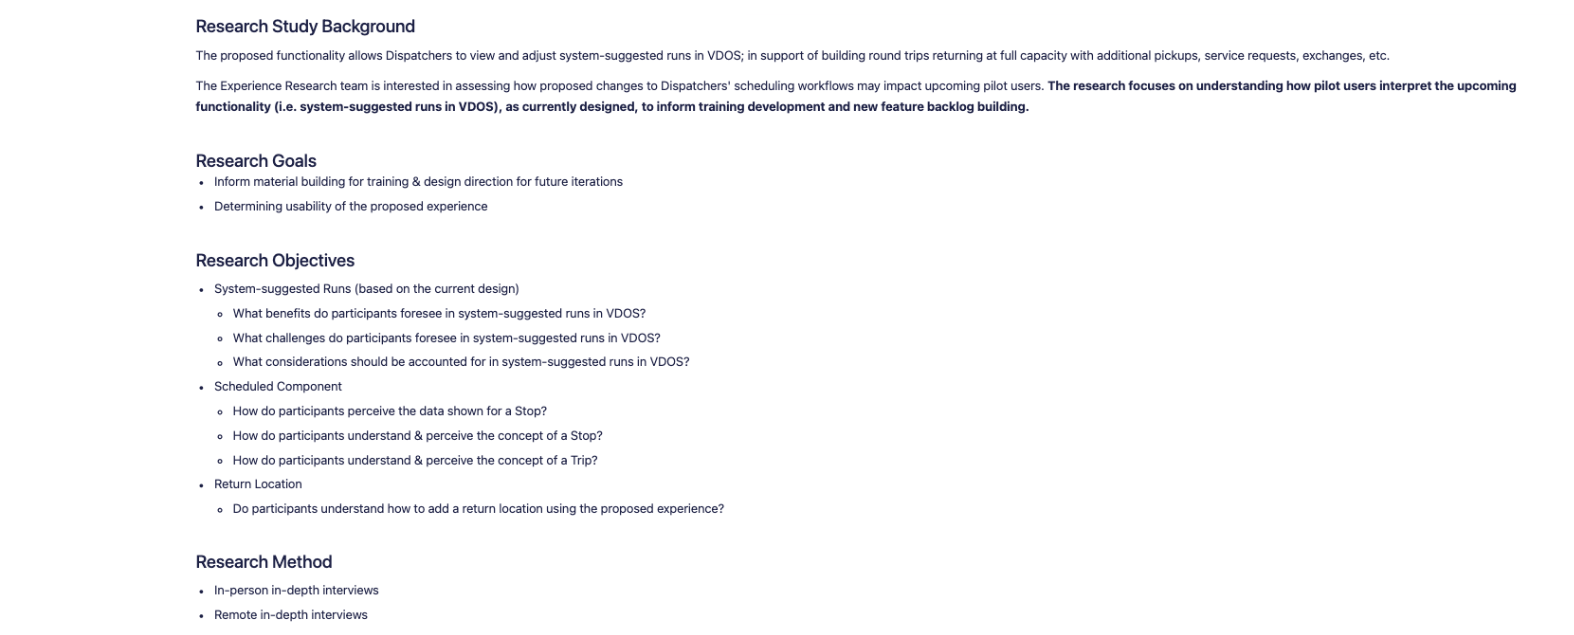 Research Study Background
The proposed functionality allows Dispatchers to view and adjust system-suggested runs in VDOS; in support of building round trips returning at full capacity with additional pickups, service requests, exchanges, etc.
The Experience Research team is interested in assessing how proposed changes to Dispatchers' scheduling workflows may impact upcoming pilot users. The research focuses on understanding how pilot users interpret the upcoming
functionality (i.e. system-suggested runs in VDOS), as currently designed, to inform training development and new feature backlog building.
Research Goals
• Inform material building for training & design direction for future iterations
• Determining usability of the proposed experience
Research Objectives
• System-suggested Runs (based on the current design)
◦ What benefits do participants foresee in system-suggested runs in VDOS?
◦ What challenges do participants foresee in system-suggested runs in VDOS?
◦ What considerations should be accounted for in system-suggested runs in VDOS?
• Scheduled Component
◦ How do participants perceive the data shown for a Stop?
◦ How do participants understand & perceive the concept of a Stop?
◦ How do participants understand & perceive the concept of a Trip?
• Return Location
◦ Do participants understand how to add a return location using the proposed experience?
Research Method
• In-person in-depth interviews
• Remote in-depth interviews